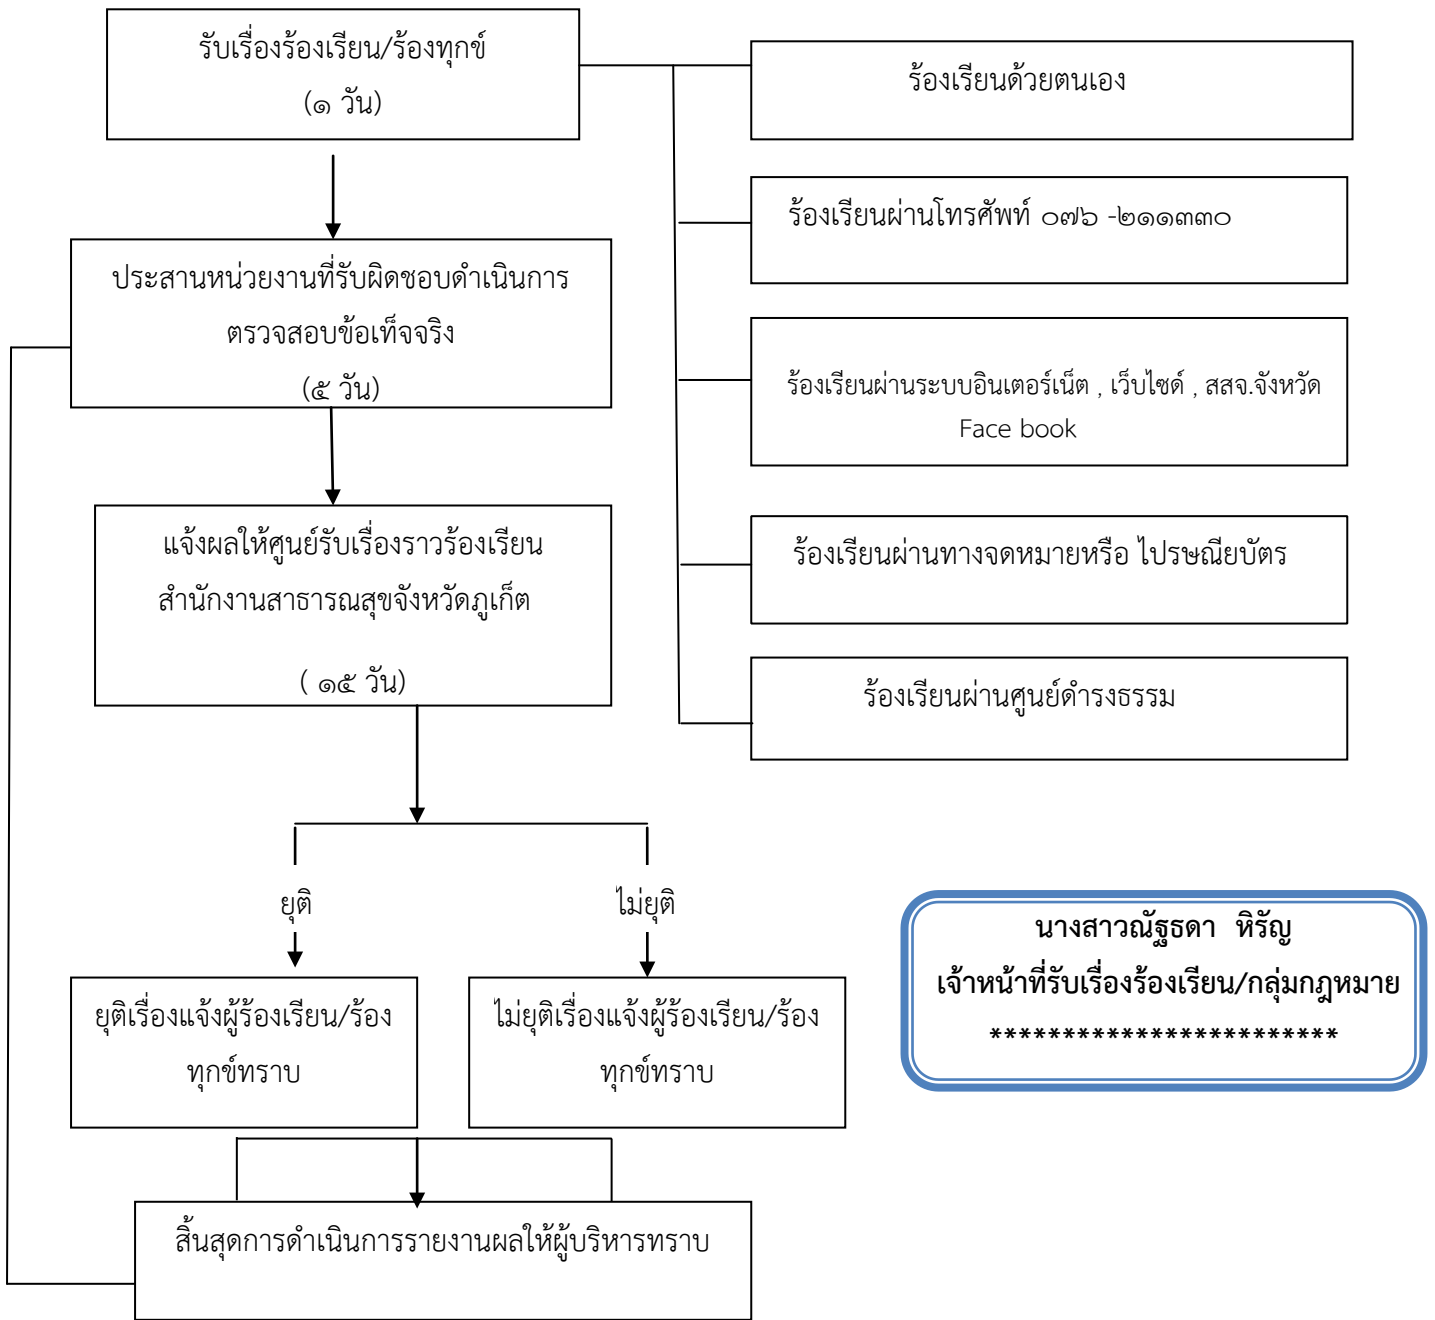 รับเรื่องร้องเรียน/ร้องทุกข์
(๑ วัน)
ร้องเรียนด้วยตนเอง
ร้องเรียนผ่านโทรศัพท์ ๐๗๖ -๒๑๑๓๓๐
ประสานหน่วยงานที่รับผิดชอบดำเนินการ
ตรวจสอบข้อเท็จจริง
(๕ วัน)
ร้องเรียนผ่านระบบอินเตอร์เน็ต , เว็บไซด์ , สสจ.จังหวัด
Face book
แจ้งผลให้ศูนย์รับเรื่องราวร้องเรียน
สำนักงานสาธารณสุขจังหวัดภูเก็ต
( ๑๕ วัน)
ร้องเรียนผ่านทางจดหมายหรือ ไปรษณียบัตร
ร้องเรียนผ่านศูนย์ดำรงธรรม
ยุติ
ไม่ยุติ
ยุติเรื่องแจ้งผู้ร้องเรียน/ร้อง
ทุกข์ทราบ
ไม่ยุติเรื่องแจ้งผู้ร้องเรียน/ร้อง
ทุกข์ทราบ
นางสาวณัฐธดา หิรัญ
เจ้าหน้าที่รับเรื่องร้องเรียน/กลุ่มกฎหมาย
************************
สิ้นสุดการดำเนินการรายงานผลให้ผู้บริหารทราบ